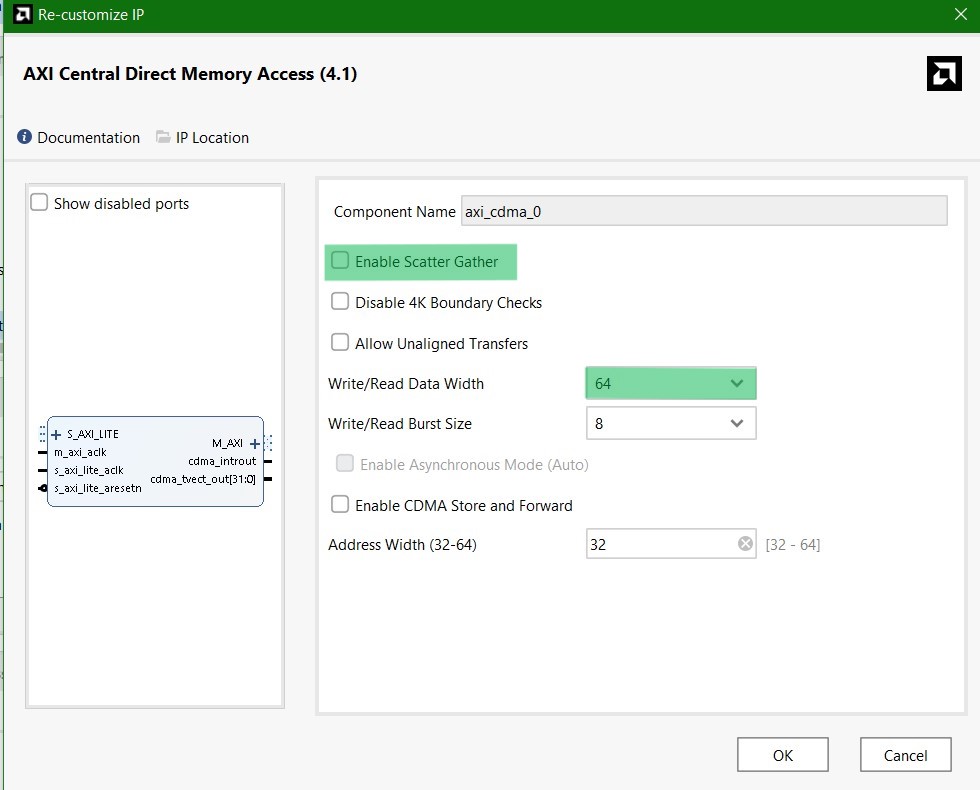 Re-customize IP
AXI Central Direct Memory Access (4.1)
Documentation IP Location
Show disabled ports
S_AXI_LITE
m_axi_aclk
s_axi_lite_aclk
s_axi_lite_aresetn
M_AXI
cdma_introut
cdma_tvect_out[31:0]
Component Name axi_cdma_0
Enable Scatter Gather
Disable 4K Boundary Checks
Allow Unaligned Transfers
Write/Read Data Width 64
Write/Read Burst Size 8
Enable Asynchronous Mode (Auto)
Enable CDMA Store and Forward
Address Width (32-64) 32 [32 - 64]
OK Cancel